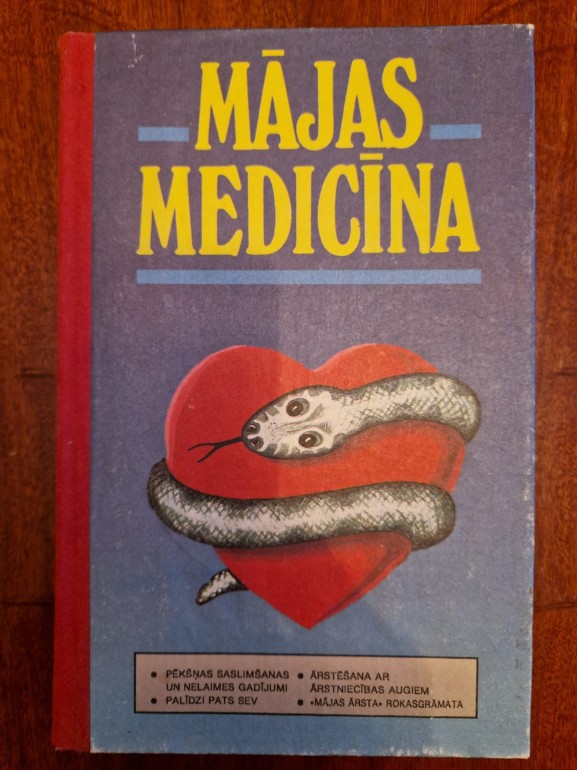 MĀJAS
MEDICĪNA
• PĒKŠŅAS SASLIMŠANAS
UN NELAIMES GADĪJUMI
• PALĪDZI PATS SEV
• ĀRSTĒŠANA AR
ĀRSTNIECĪBAS AUGIEM
• «MĀJAS ĀRSTA» ROKASGRĀMATA